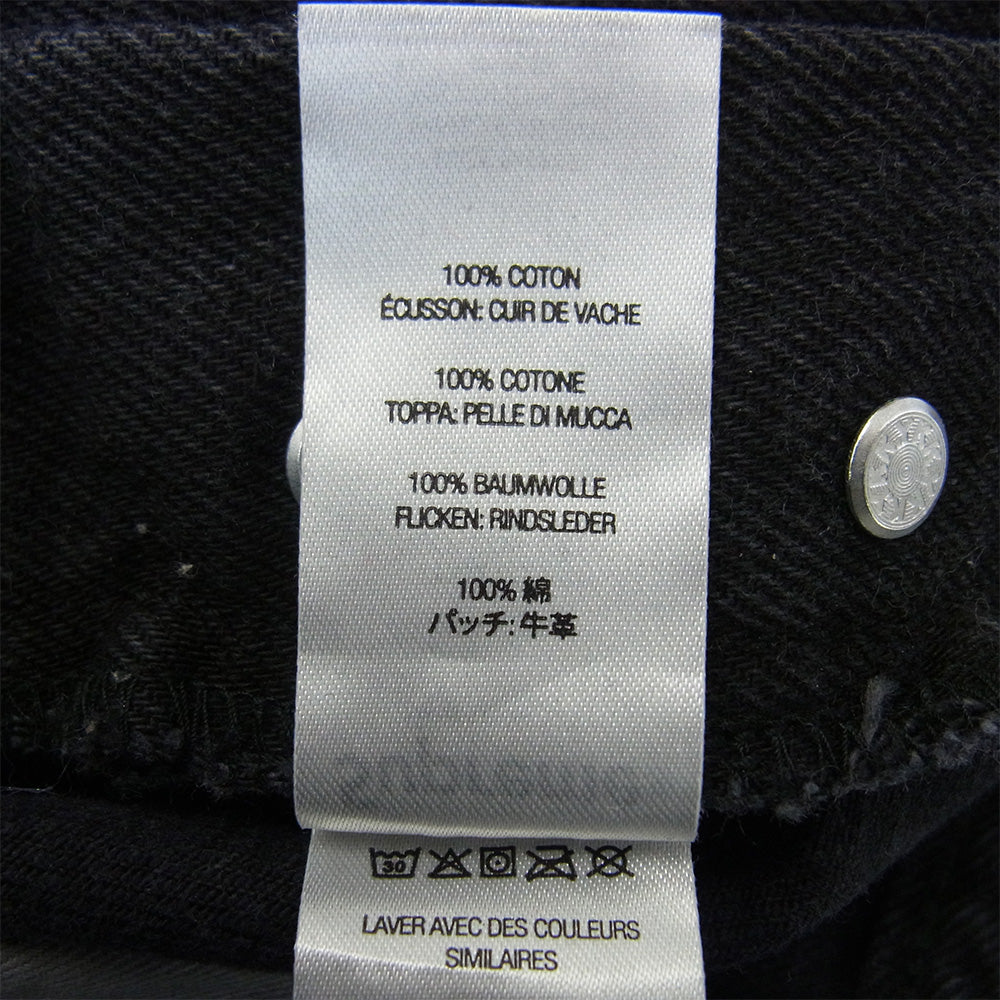 100% COTON
ÉCUSSON: CUIR DE VACHE
100% COTONE
TOPPA: PELLE DI MUCCA
100% BAUMWOLLE
FLICKEN: RINDSLEDER
100% 綿
パッチ: 牛革
30
LAVER AVEC DES COULEURS
SIMILAIRES